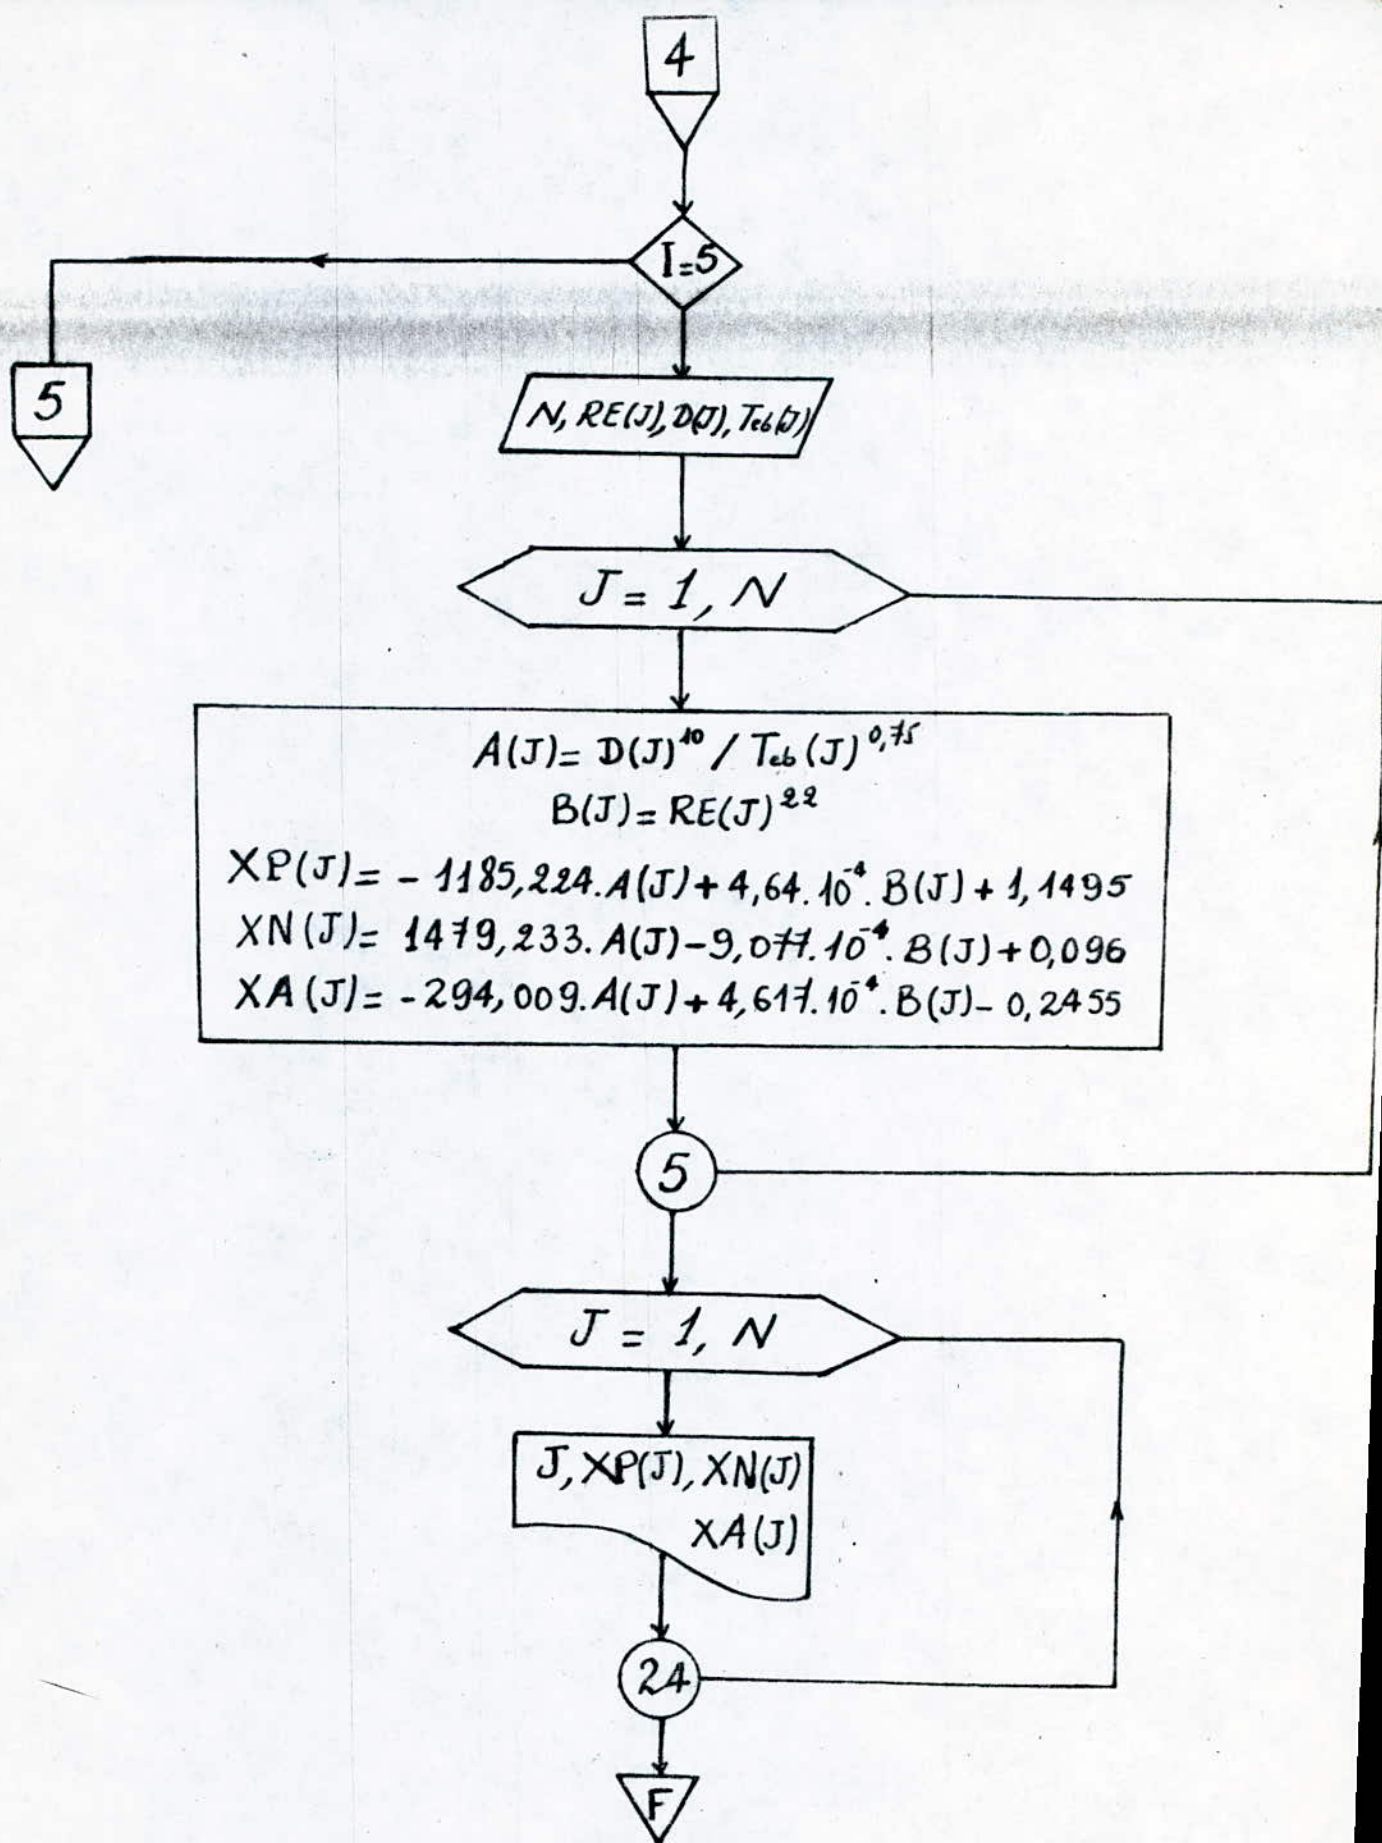 4
I=5
5
N, RE(J), D(J), Teb(J)
J = 1, N
A(J)= D(J)¹⁰ / Teb (J)⁰,⁷⁵
B(J)= RE(J)²²
XP(J)= - 1185,224. A(J) + 4,64. 10⁻⁴. B(J) + 1,1495
XN(J)= 1479,233. A(J) - 9,077. 10⁻⁴. B(J) + 0,096
XA(J)= -294,009. A(J) + 4,617. 10⁻⁴. B(J) - 0,2455
5
J = 1, N
J, XP(J), XN(J)
XA(J)
24
F